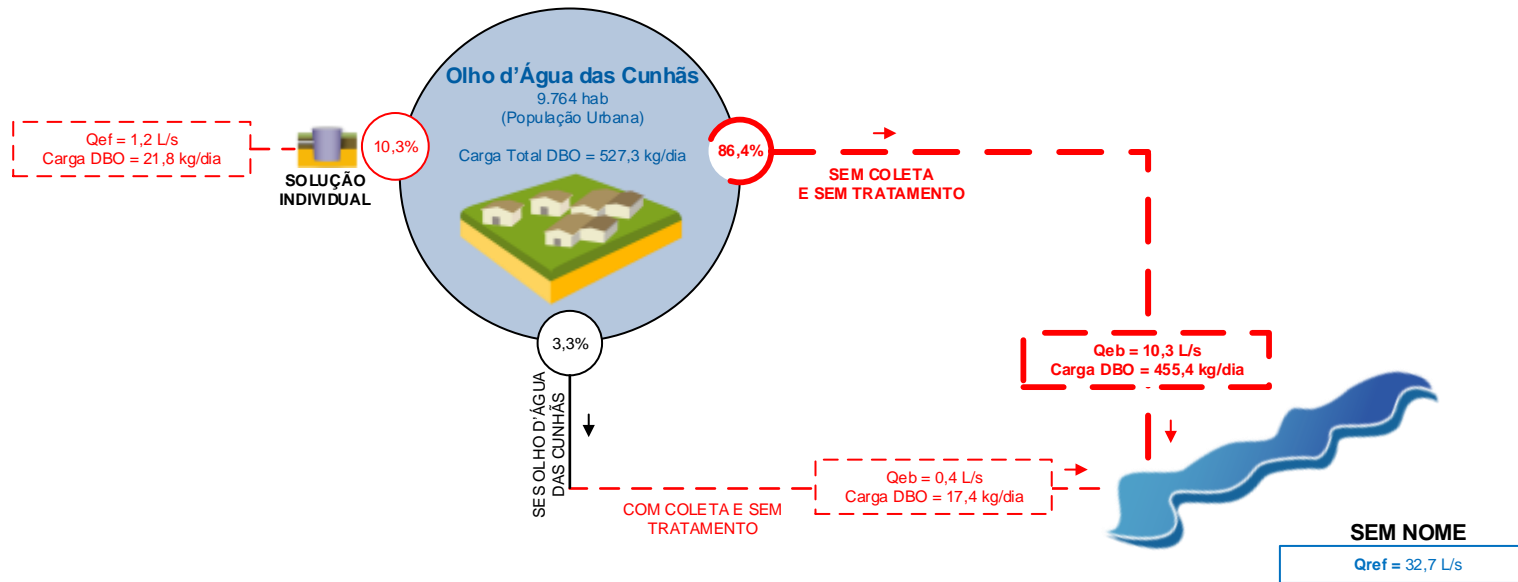 Olho d'Água das Cunhãs
9.764 hab
(População Urbana)
Carga Total DBO = 527,3 kg/dia
Qef = 1,2 L/s
Carga DBO = 21,8 kg/dia
10,3%
SOLUÇÃO
INDIVIDUAL
86,4%
SEM COLETA
E SEM TRATAMENTO
Qeb = 10,3 L/s
Carga DBO = 455,4 kg/dia
3,3%
SES OLHO D'ÁGUA
DAS CUNHÃS
COM COLETA E SEM
TRATAMENTO
Qeb = 0,4 L/s
Carga DBO = 17,4 kg/dia
SEM NOME
Qref = 32,7 L/s